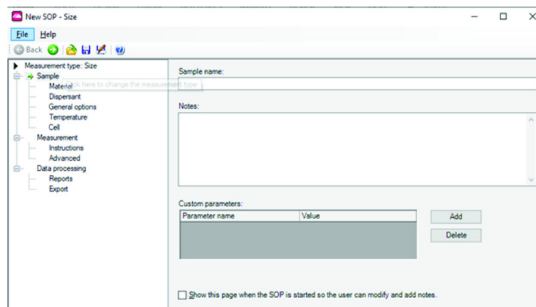 New SOP - Size
File Help
Back
Measurement type: Size
Sample
Material
Click here to change the measurement type
Dispersant
General options
Temperature
Cell
Measurement
Instructions
Advanced
Data processing
Reports
Export
Sample name:
Notes:
Custom parameters:
Parameter name Value
Add
Delete
Show this page when the SOP is started so the user can modify and add notes.